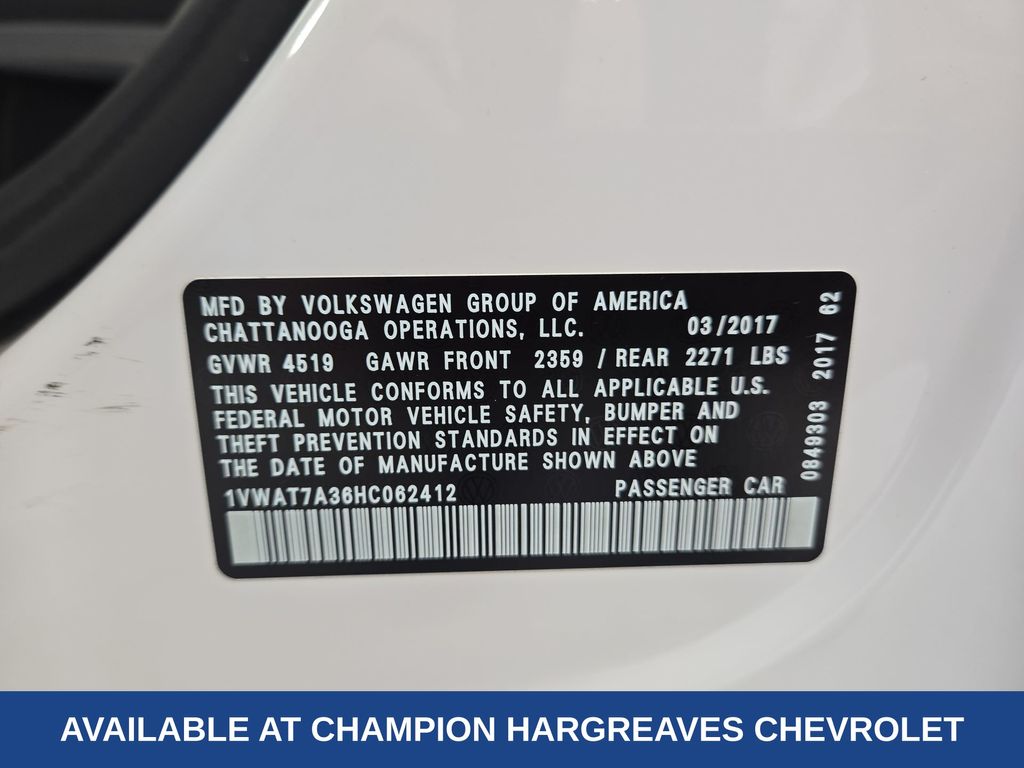 MFD BY VOLKSWAGEN GROUP OF AMERICA
CHATTANOOGA OPERATIONS, LLC. 03/2017
GVWR 4519 GAWR FRONT 2359 / REAR 2271 LBS
THIS VEHICLE CONFORMS TO ALL APPLICABLE U.S.
FEDERAL MOTOR VEHICLE SAFETY, BUMPER AND
THEFT PREVENTION STANDARDS IN EFFECT ON
THE DATE OF MANUFACTURE SHOWN ABOVE
1VWAT7A36HC062412 PASSENGER CAR
0849303 2017 62
AVAILABLE AT CHAMPION HARGREAVES CHEVROLET